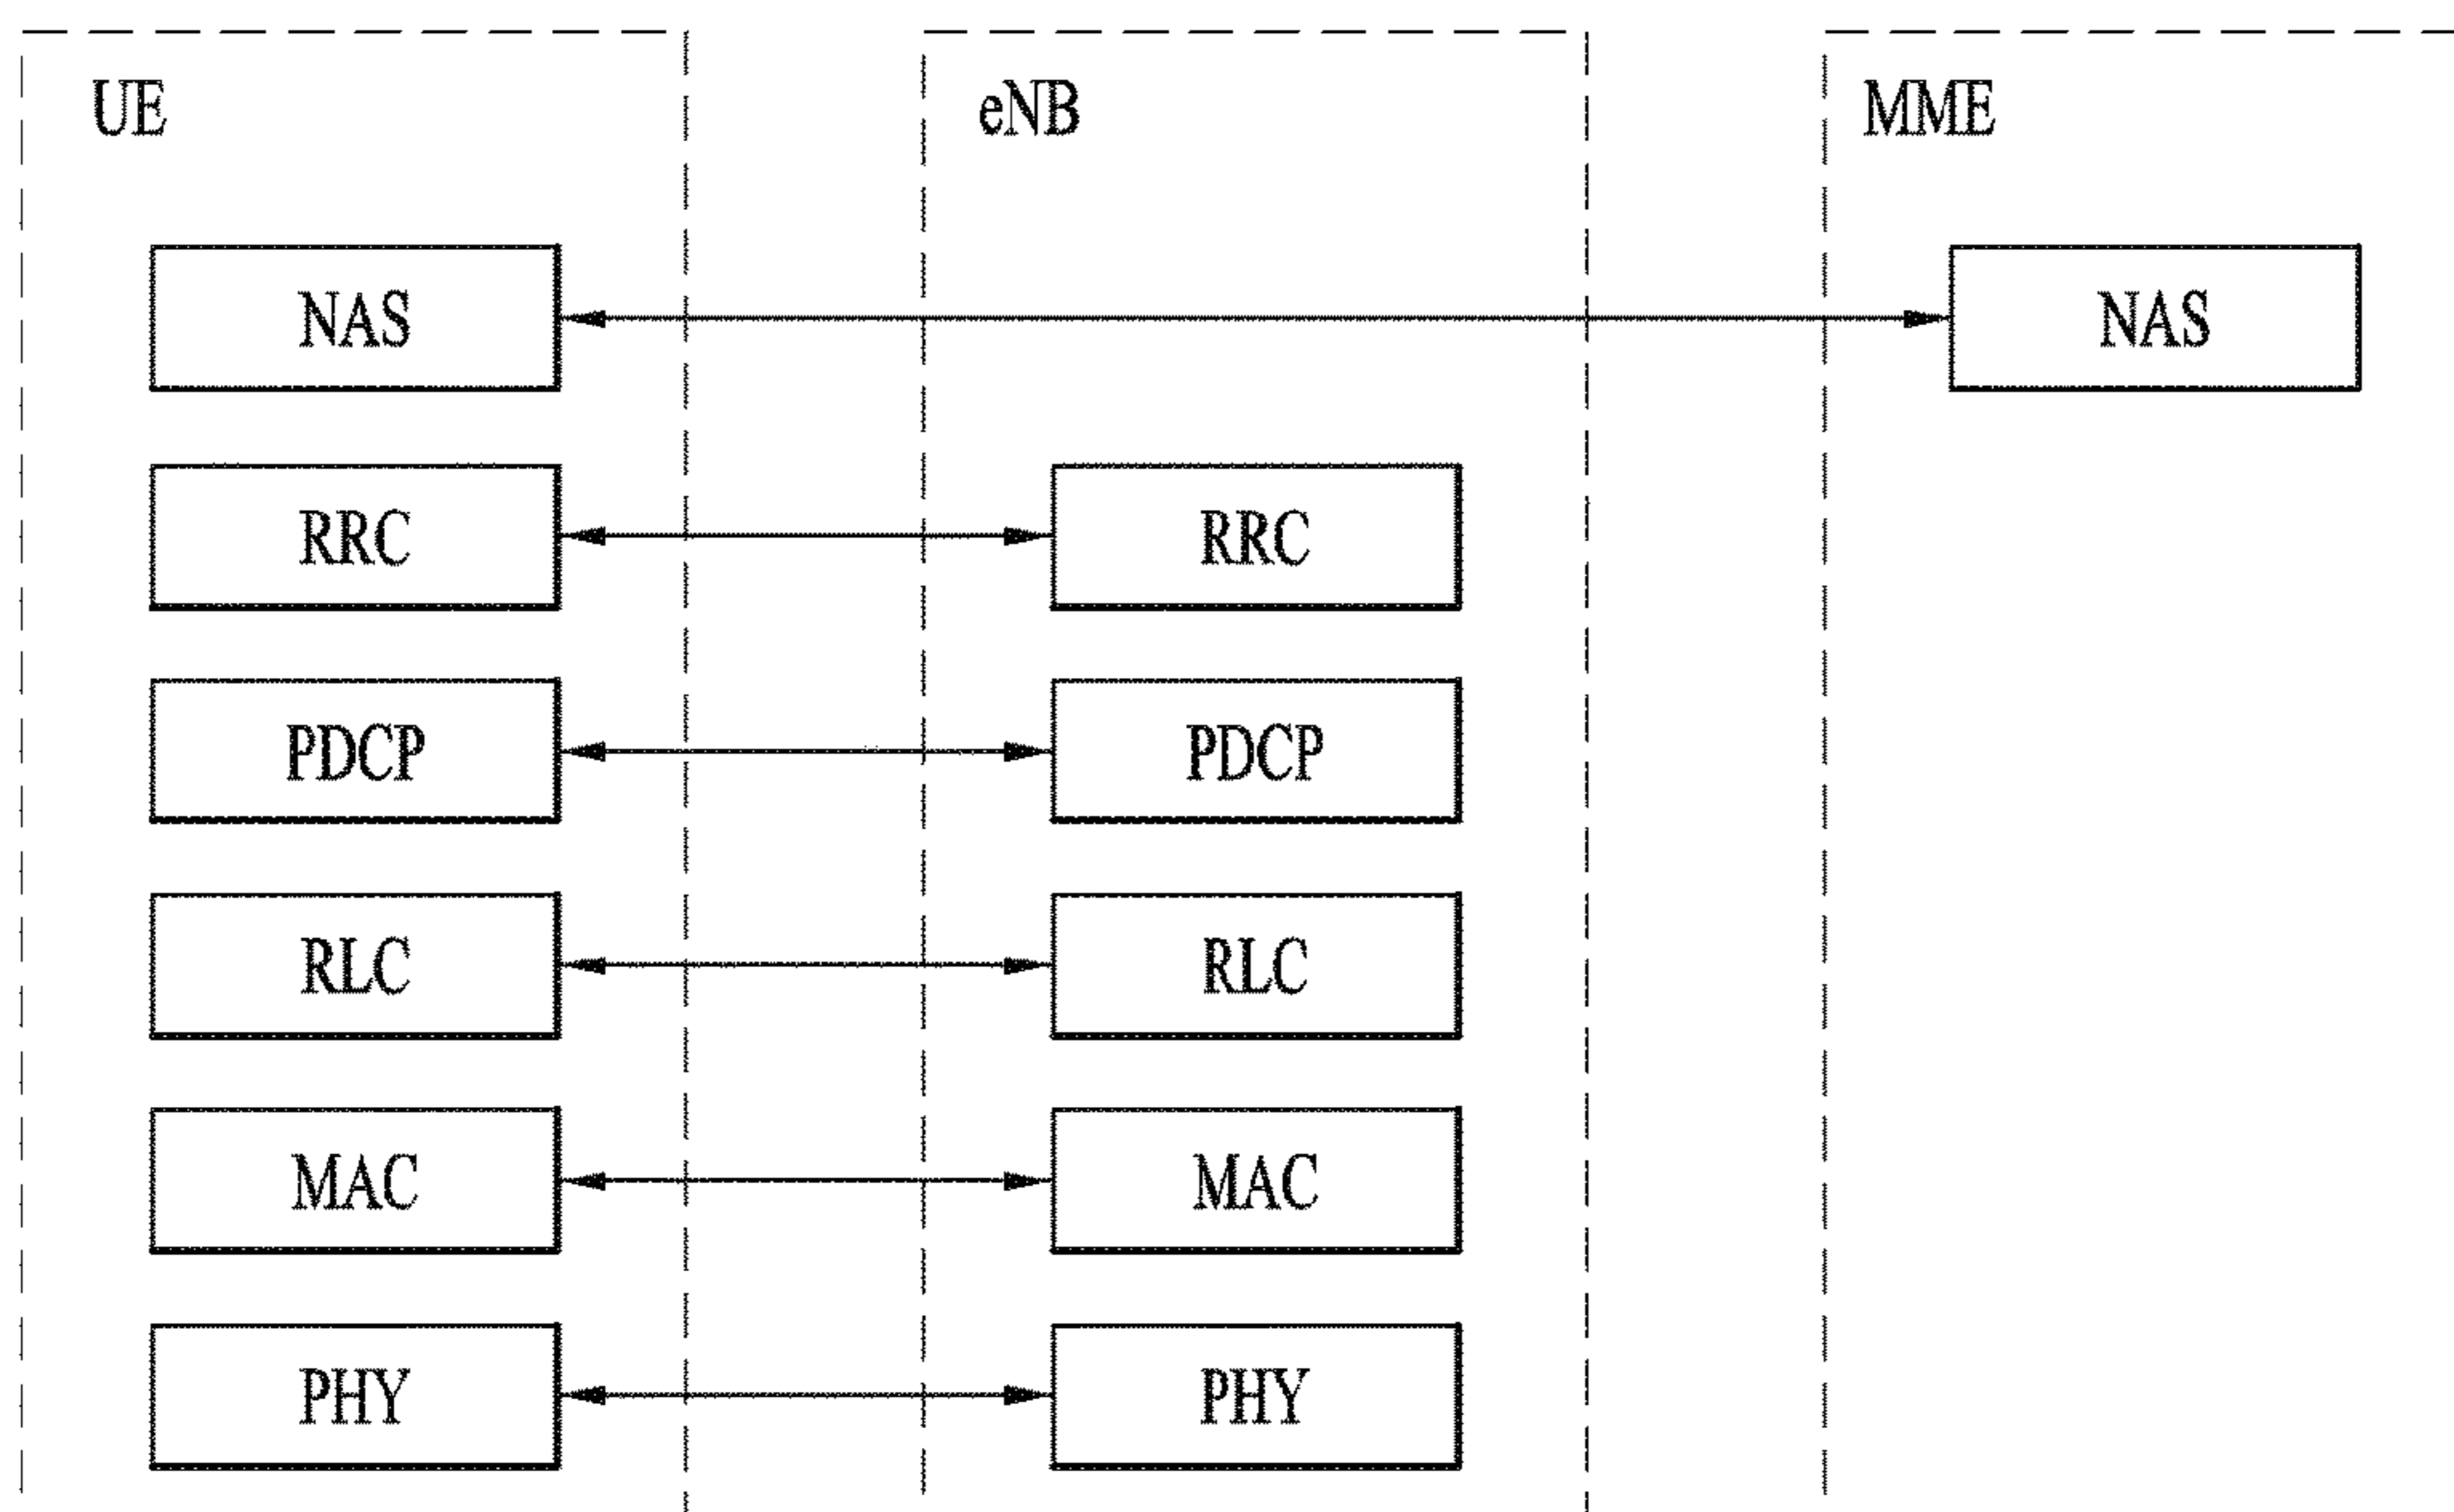 UE eNB MME
NAS NAS
RRC RRC
PDCP PDCP
RLC RLC
MAC MAC
PHY PHY